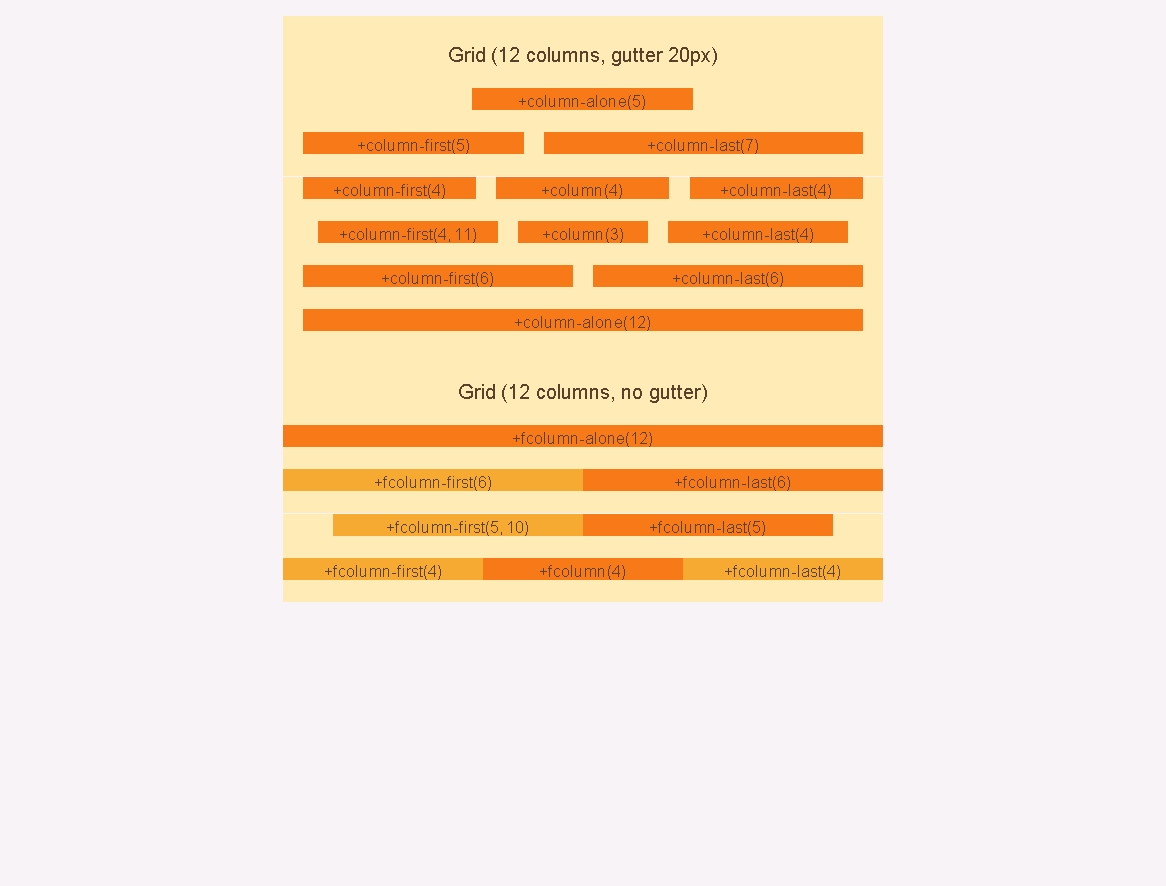 Grid (12 columns, gutter 20px)
+column-alone(5)
+column-first(5) +column-last(7)
+column-first(4) +column(4) +column-last(4)
+column-first(4, 11) +column(3) +column-last(4)
+column-first(6) +column-last(6)
+column-alone(12)
Grid (12 columns, no gutter)
+fcolumn-alone(12)
+fcolumn-first(6) +fcolumn-last(6)
+fcolumn-first(5, 10) +fcolumn-last(5)
+fcolumn-first(4) +fcolumn(4) +fcolumn-last(4)